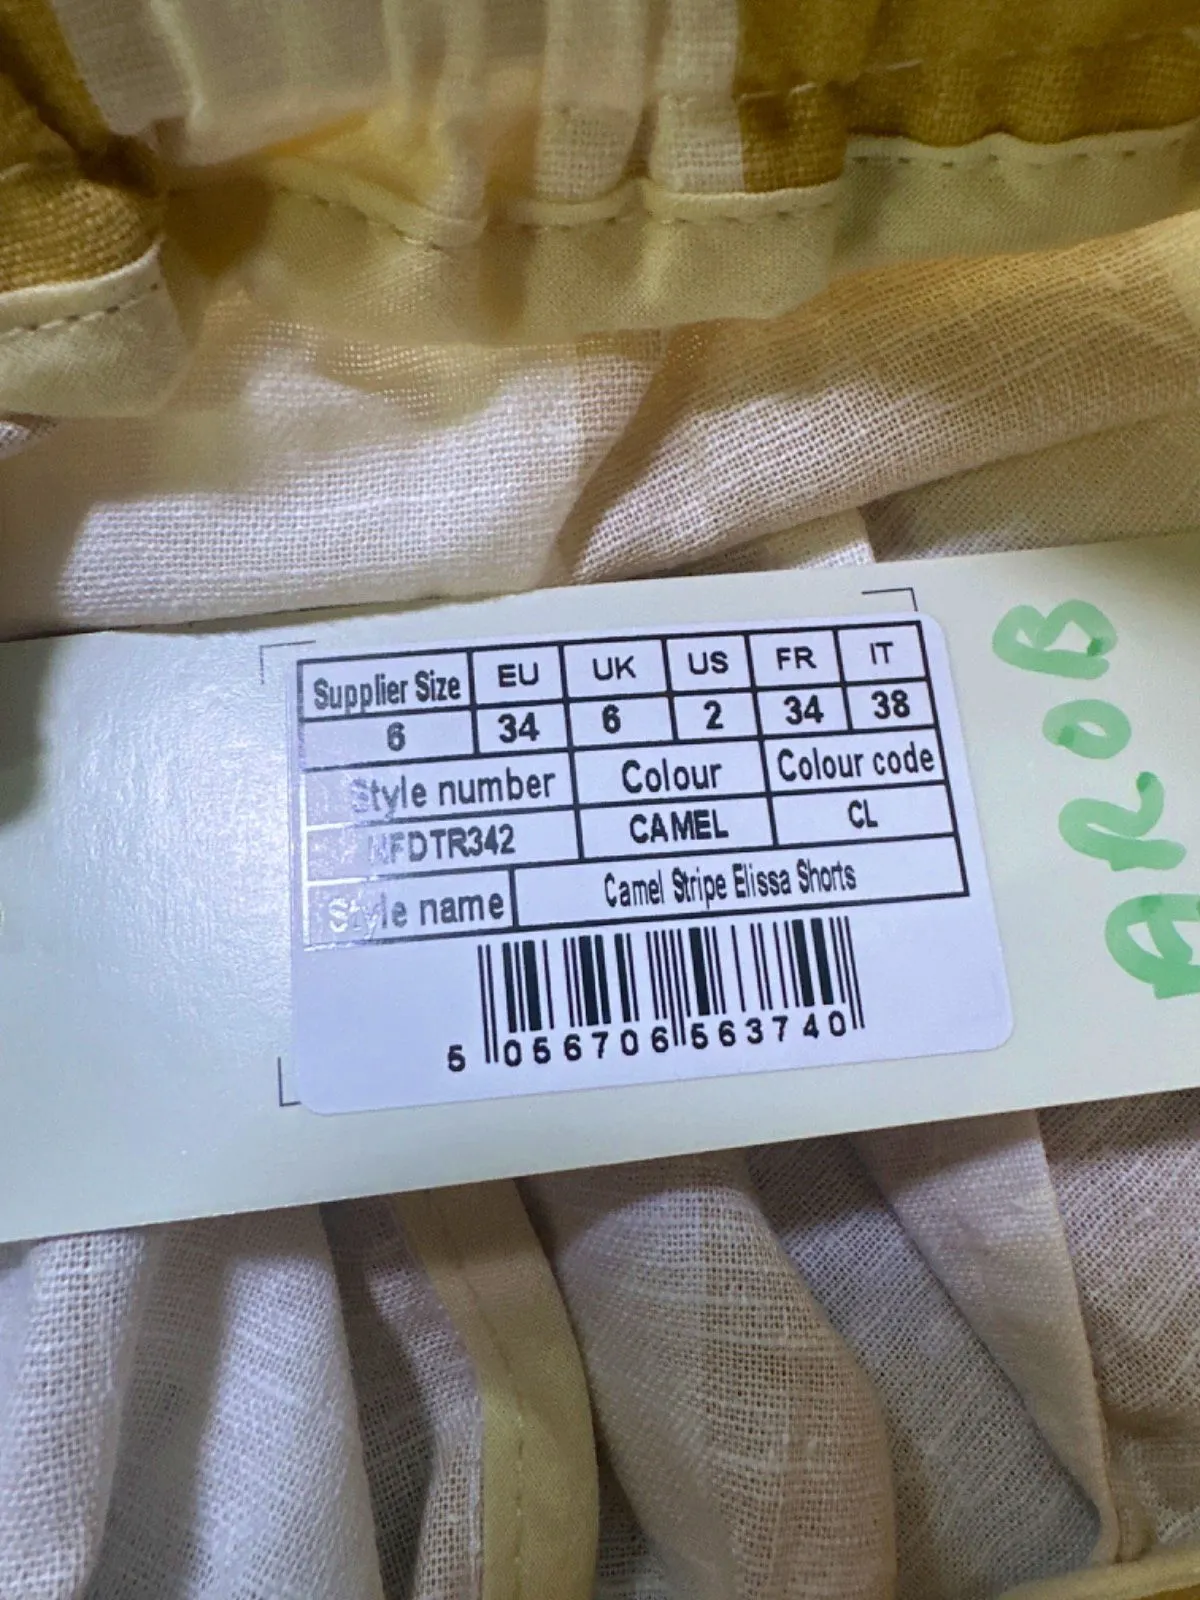 Supplier Size EU UK US FR IT
6 34 6 2 34 38
Style number Colour Colour code
CAMEL CL
Style name Camel Stripe Elissa Shorts
5 056706 563740
AROB